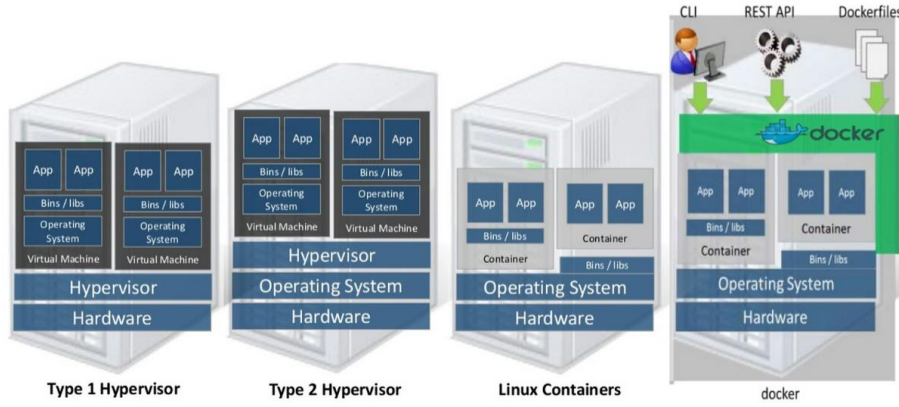 App App
Bins / libs
Operating
System
Virtual Machine
App App
Bins / libs
Operating
System
Virtual Machine
Hypervisor
Hardware
Type 1 Hypervisor
App App
Bins / libs
Operating
System
Virtual Machine
App App
Bins / libs
Operating
System
Virtual Machine
Hypervisor
Operating System
Hardware
Type 2 Hypervisor
App App
Bins / libs
Container
App App
Container
Bins / libs
Operating System
Hardware
Linux Containers
CLI REST API Dockerfiles
docker
App App
Bins / libs
Container
App App
Container
Bins / libs
Operating System
Hardware
docker